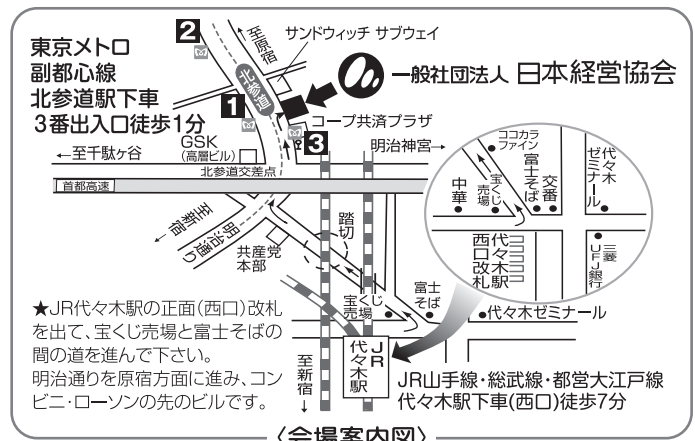 東京メトロ
副都心線
北参道駅下車
3番出入口徒歩1分
2
至原宿
サンドウィッチ サブウェイ
北参道
一般社団法人 日本経営協会
1
コープ共済プラザ
3
GSK
(高層ビル)
←至千駄ヶ谷
明治神宮→
北参道交差点
首都高速
至新宿
明治通り
共産党
本部
踏切
宝くじ
売場
富士
そば
代々木ゼミナール
ココカラ
ファイン
中華
宝くじ
売場
富士そば
交番
代々木
ゼミナール
代々木駅
西口改札
三菱
UFJ銀行
★JR代々木駅の正面(西口)改札
を出て、宝くじ売場と富士そばの
間の道を進んで下さい。
明治通りを原宿方面に進み、コン
ビニ・ローソンの先のビルです。
至新宿
JR
代々木駅
JR山手線・総武線・都営大江戸線
代々木駅下車(西口)徒歩7分
〈会場案内図〉